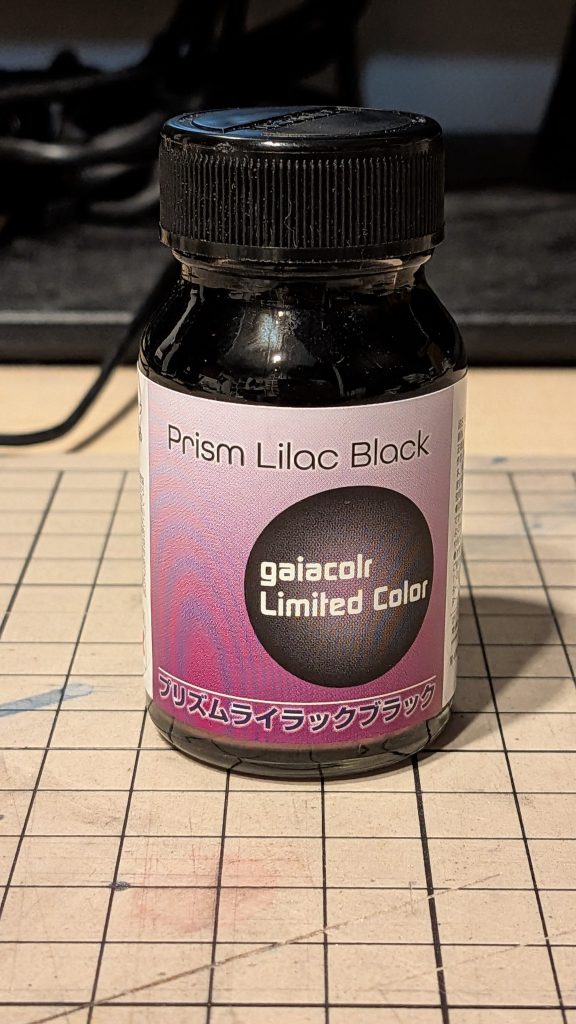 Prism Lilac Black
gaiacolr
Limited Color
プリズムライラックブラック